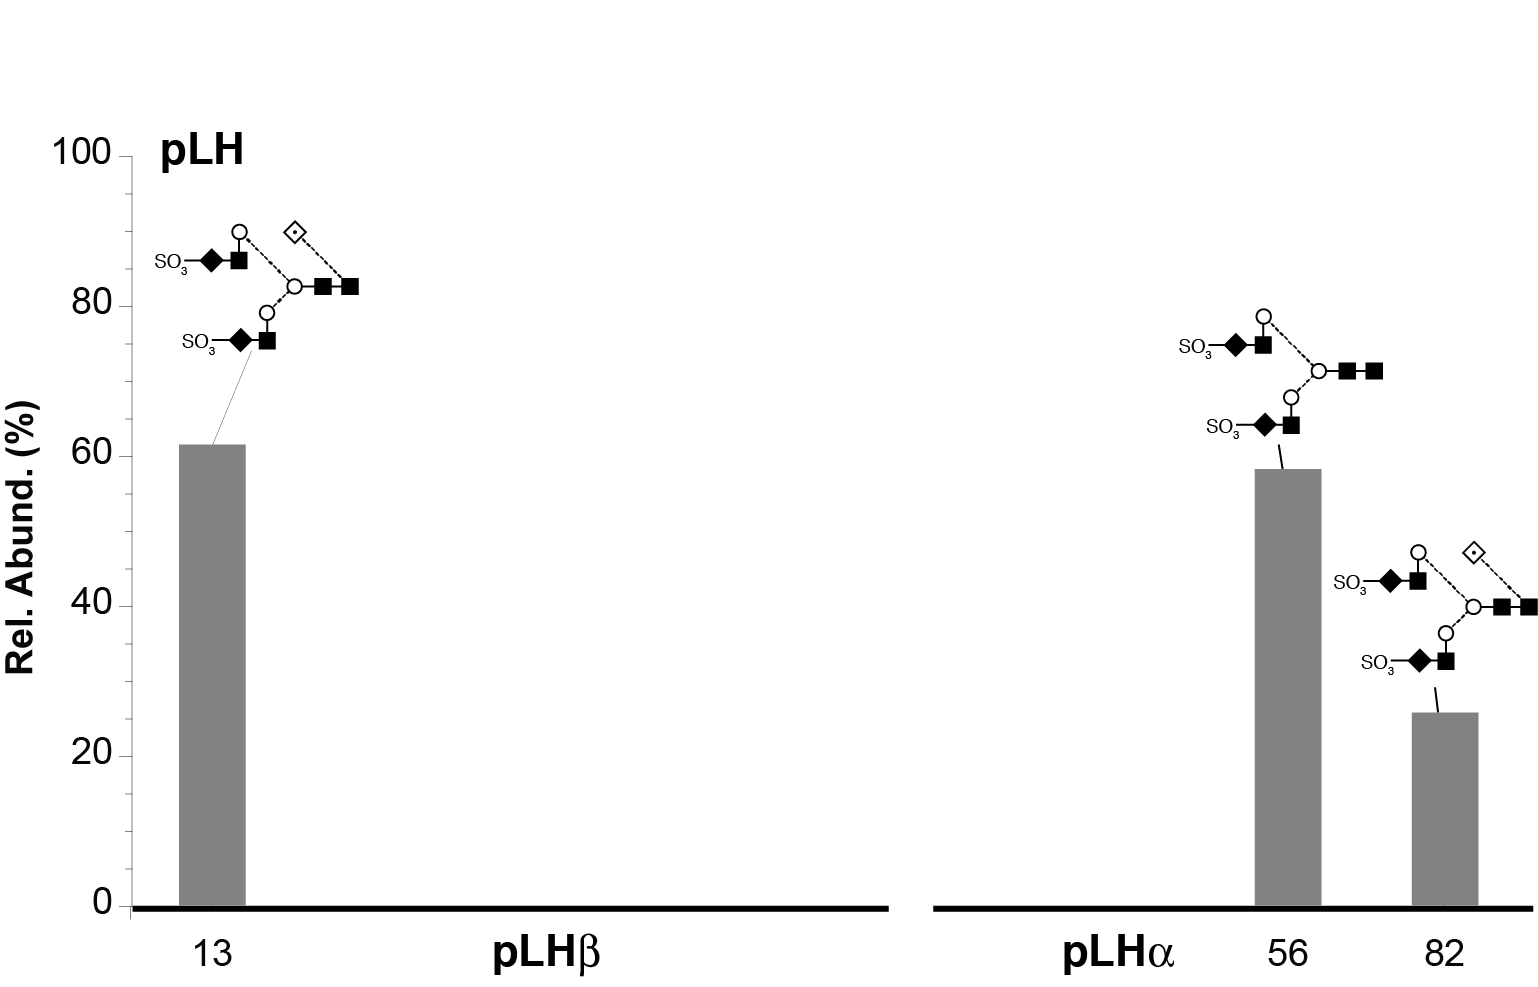 pLH
100
80
60
40
20
0
Rel. Abund. (%)
SO3
SO3
SO3
SO3
SO3
SO3
13
pLHβ
pLHα
56
82